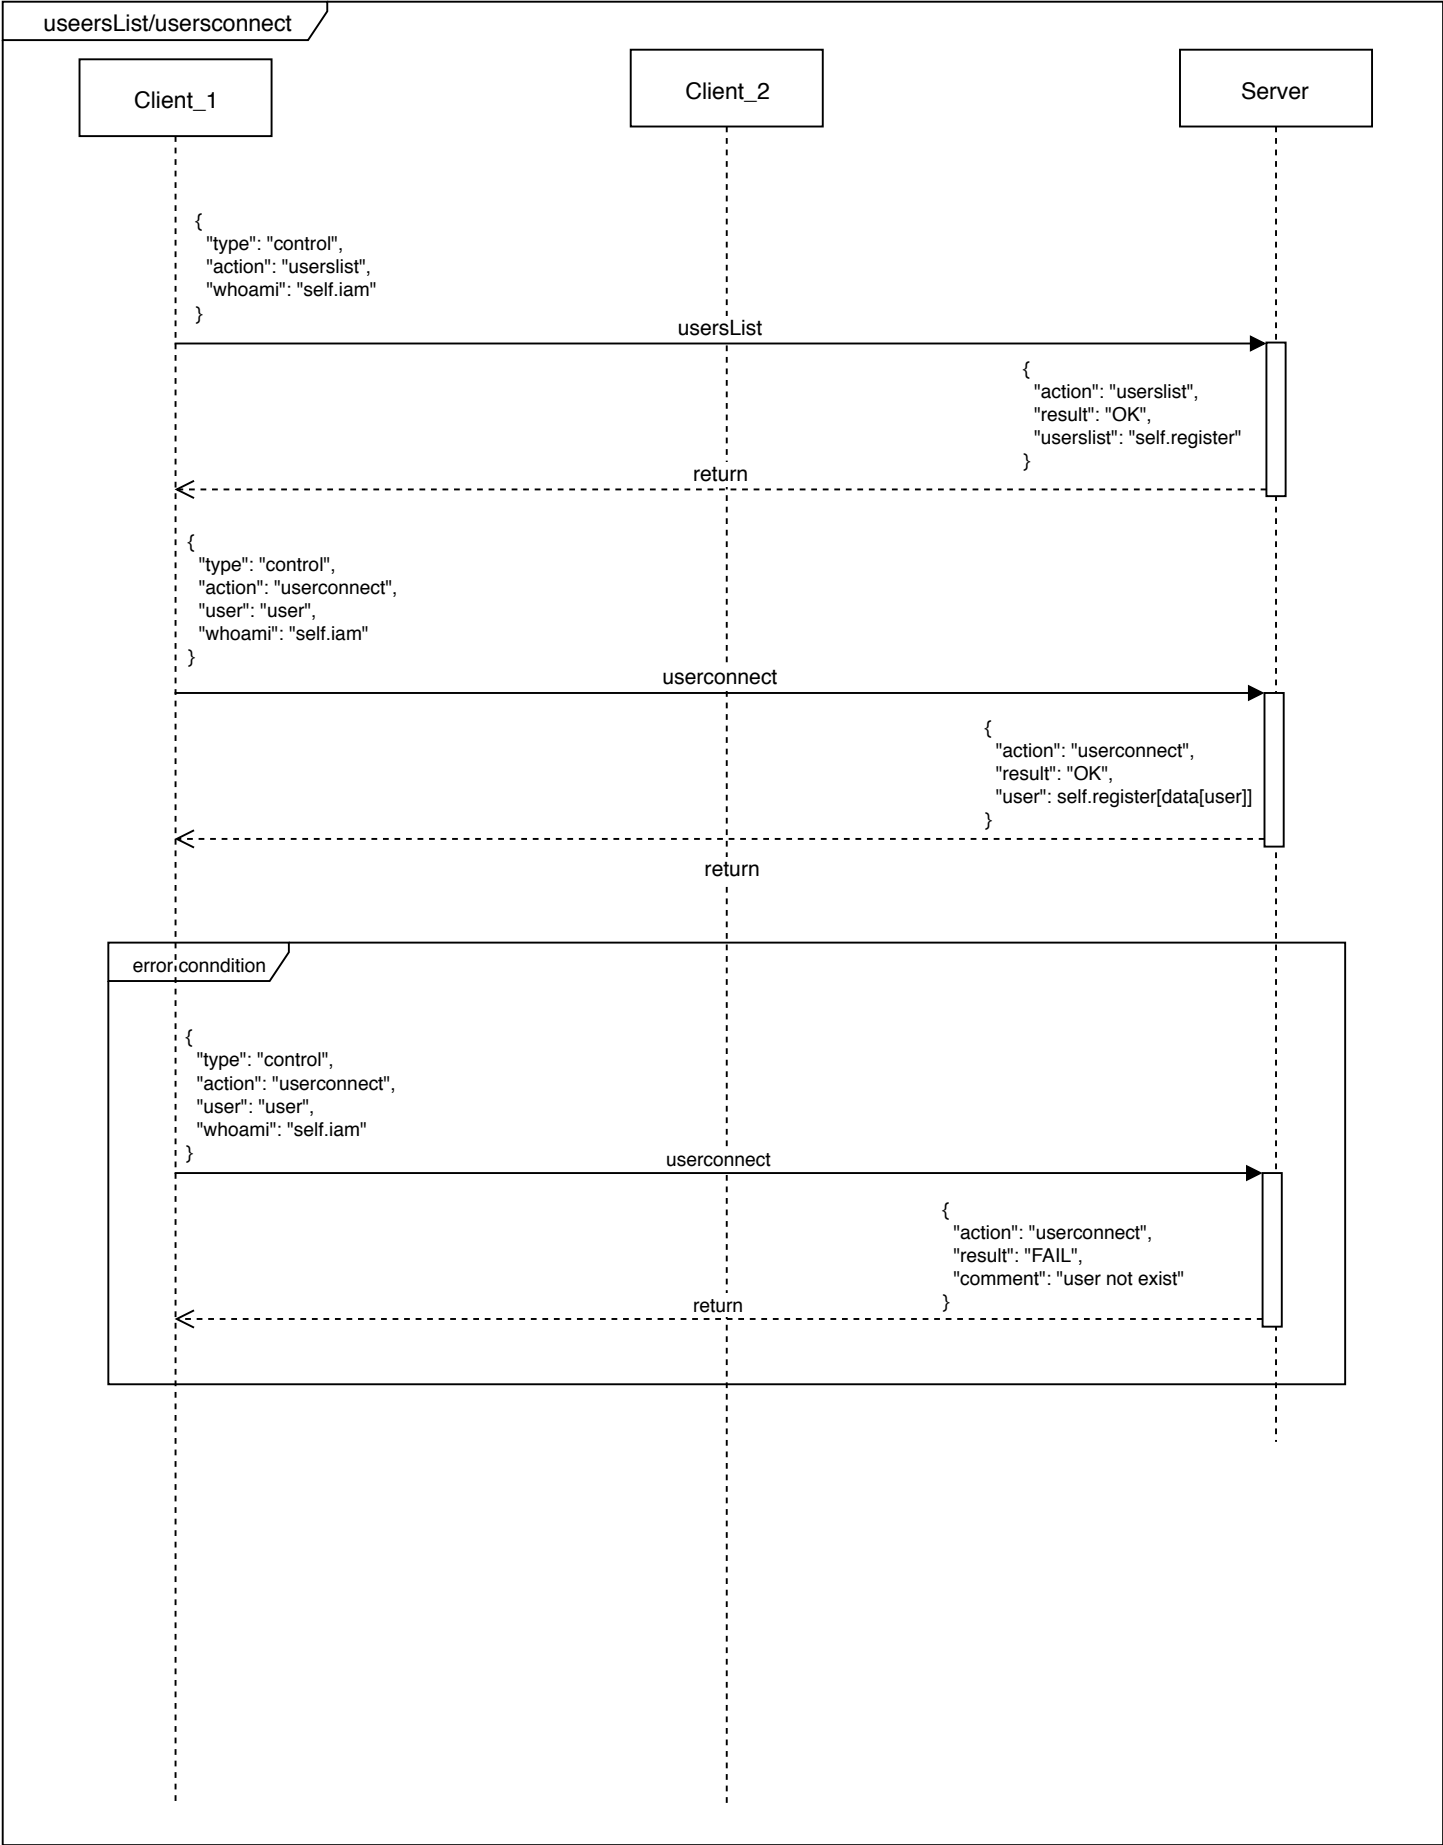 useersList/usersconnect
Client_1
Client_2
Server
{
"type": "control",
"action": "userslist",
"whoami": "self.iam"
}
usersList
{
"action": "userslist",
"result": "OK",
"userslist": "self.register"
}
return
{
"type": "control",
"action": "userconnect",
"user": "user",
"whoami": "self.iam"
}
userconnect
{
"action": "userconnect",
"result": "OK",
"user": self.register[data[user]]
}
return
error conndition
{
"type": "control",
"action": "userconnect",
"user": "user",
"whoami": "self.iam"
}
userconnect
{
"action": "userconnect",
"result": "FAIL",
"comment": "user not exist"
}
return